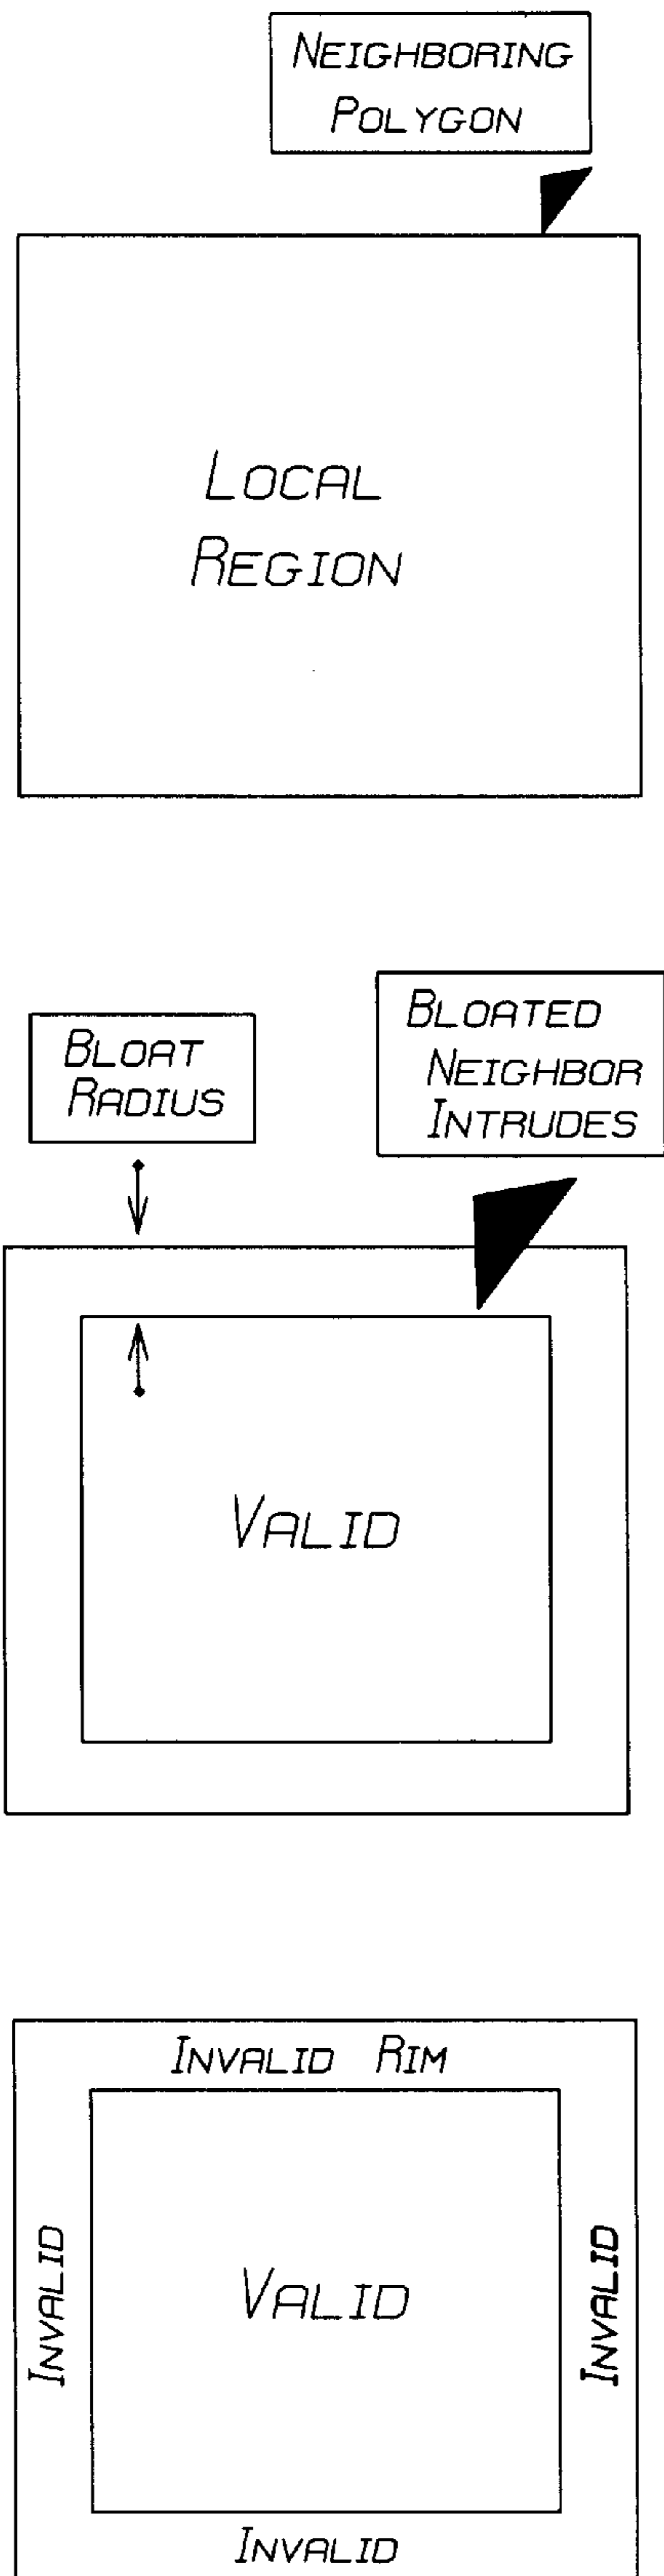 NEIGHBORING
POLYGON
LOCAL
REGION
BLOAT
RADIUS
BLOATED
NEIGHBOR
INTRUDES
VALID
INVALID RIM
INVALID
VALID
INVALID
INVALID